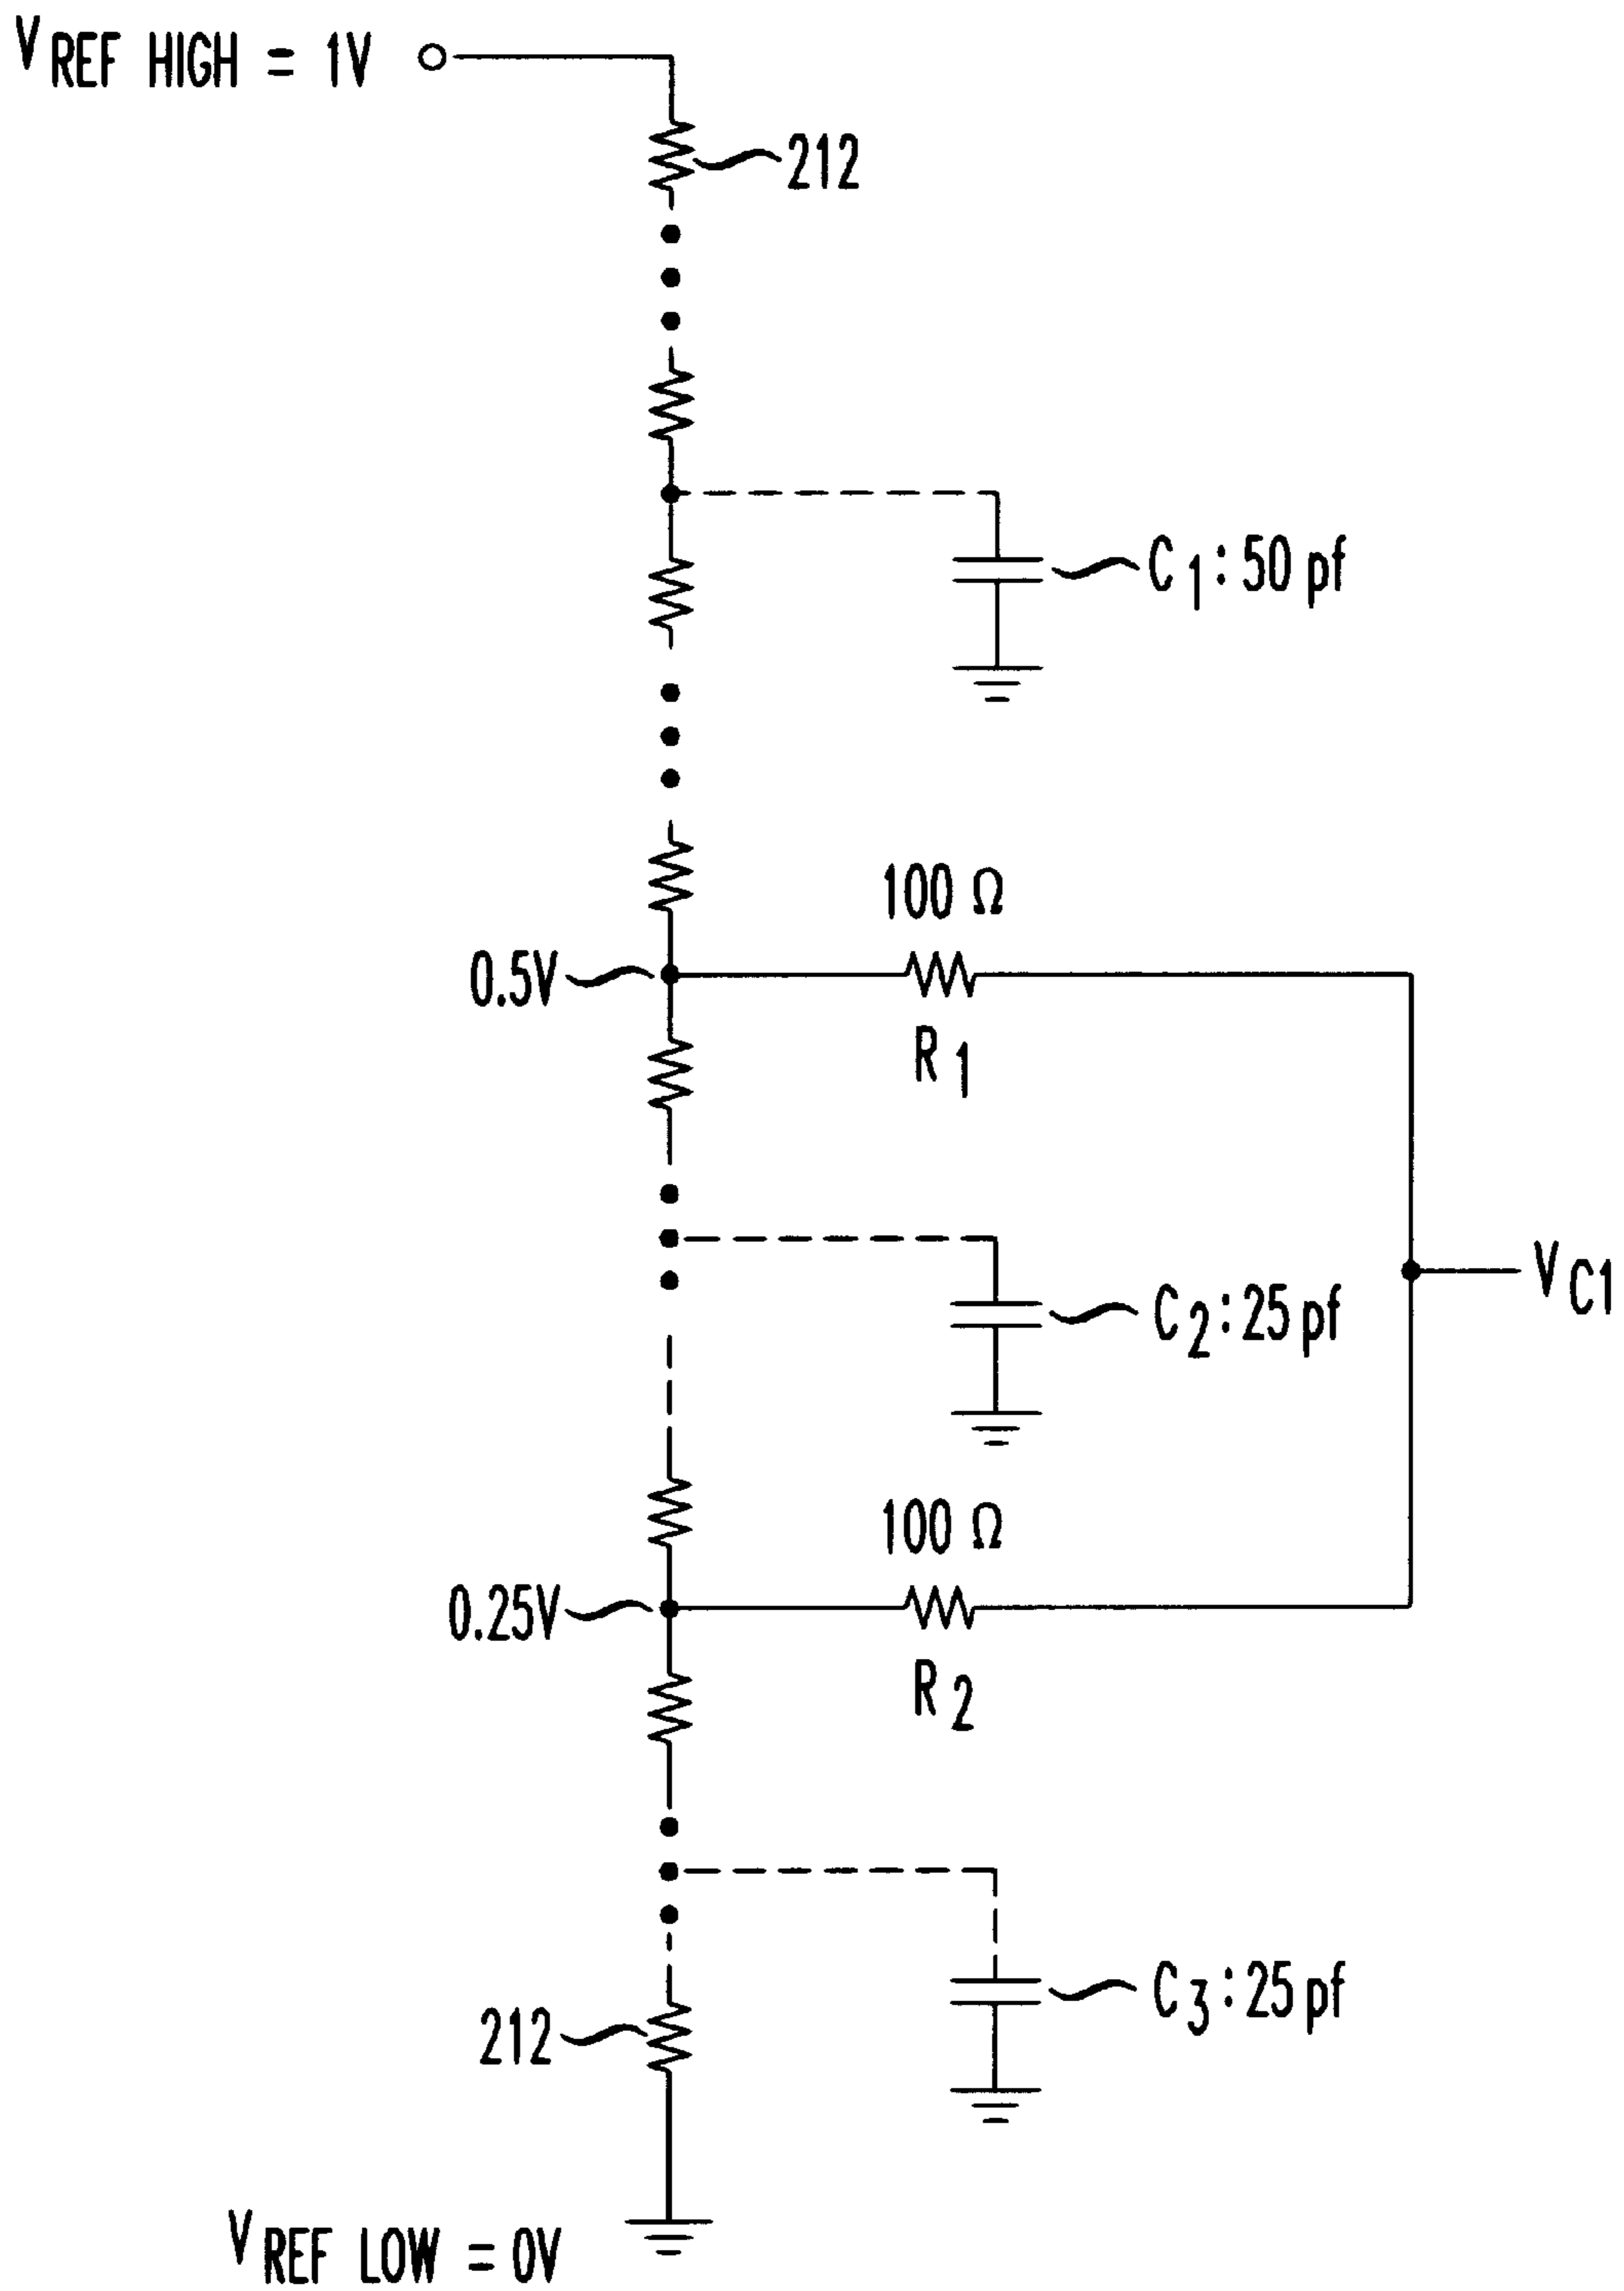 VREF HIGH = 1V
212
C1: 50 pf
100 Ω
0.5V
R1
C2: 25 pf
VC1
100 Ω
0.25V
R2
C3: 25 pf
212
VREF LOW = 0V